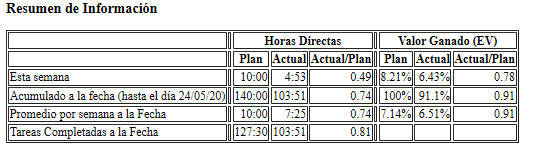 Resumen de Información
Horas Directas Valor Ganado (EV)
Plan Actual Actual/Plan Plan Actual Actual/Plan
Esta semana 10:00 4:53 0.49 8.21% 6.43% 0.78
Acumulado a la fecha (hasta el día 24/05/20) 140:00 103:51 0.74 100% 91.1% 0.91
Promedio por semana a la Fecha 10:00 7:25 0.74 7.14% 6.51% 0.91
Tareas Completadas a la Fecha 127:30 103:51 0.81